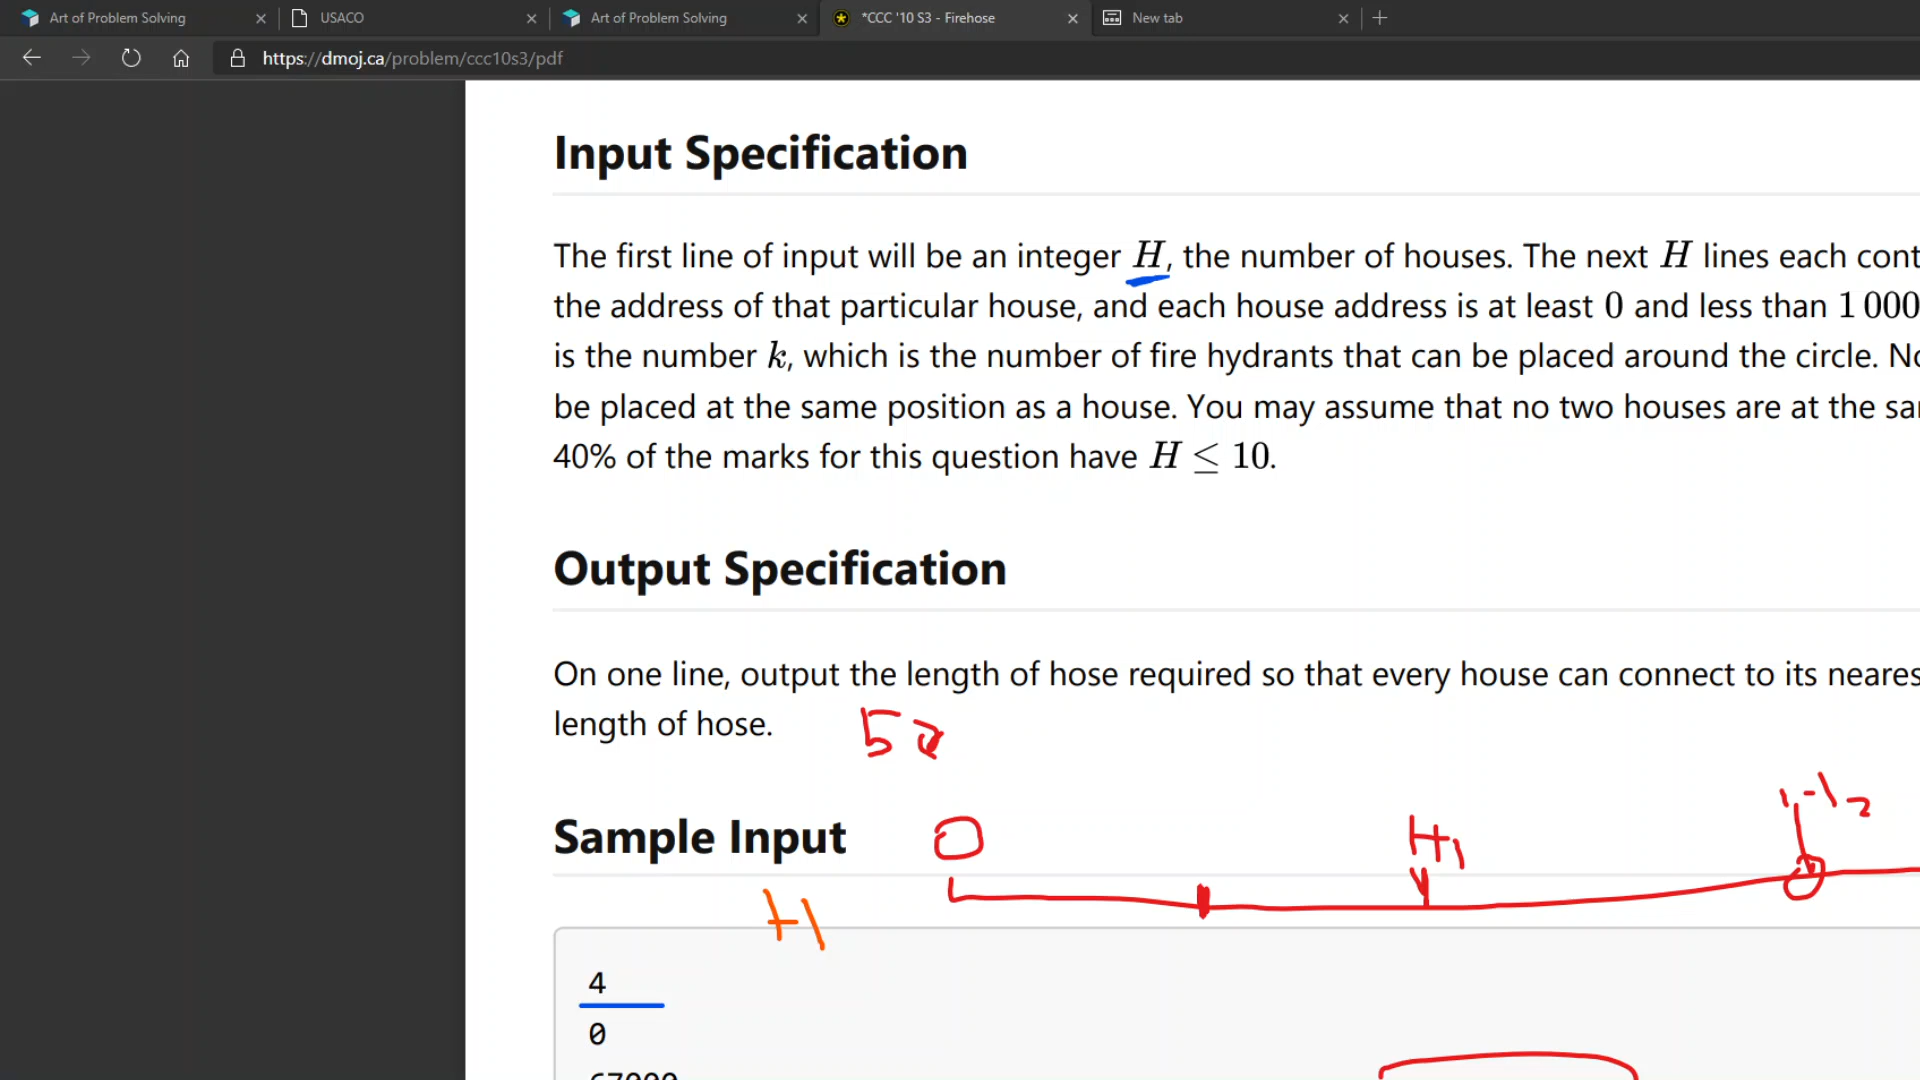 Art of Problem Solving
USACO
Art of Problem Solving
*CCC '10 S3 - Firehose
New tab
https://dmoj.ca/problem/ccc10s3/pdf
Input Specification
The first line of input will be an integer H, the number of houses. The next H lines each cont
the address of that particular house, and each house address is at least 0 and less than 1 000
is the number k, which is the number of fire hydrants that can be placed around the circle. No
be placed at the same position as a house. You may assume that no two houses are at the sa
40% of the marks for this question have H ≤ 10.
Output Specification
On one line, output the length of hose required so that every house can connect to its neares
length of hose.
Sample Input
0
H1
4
0
67000